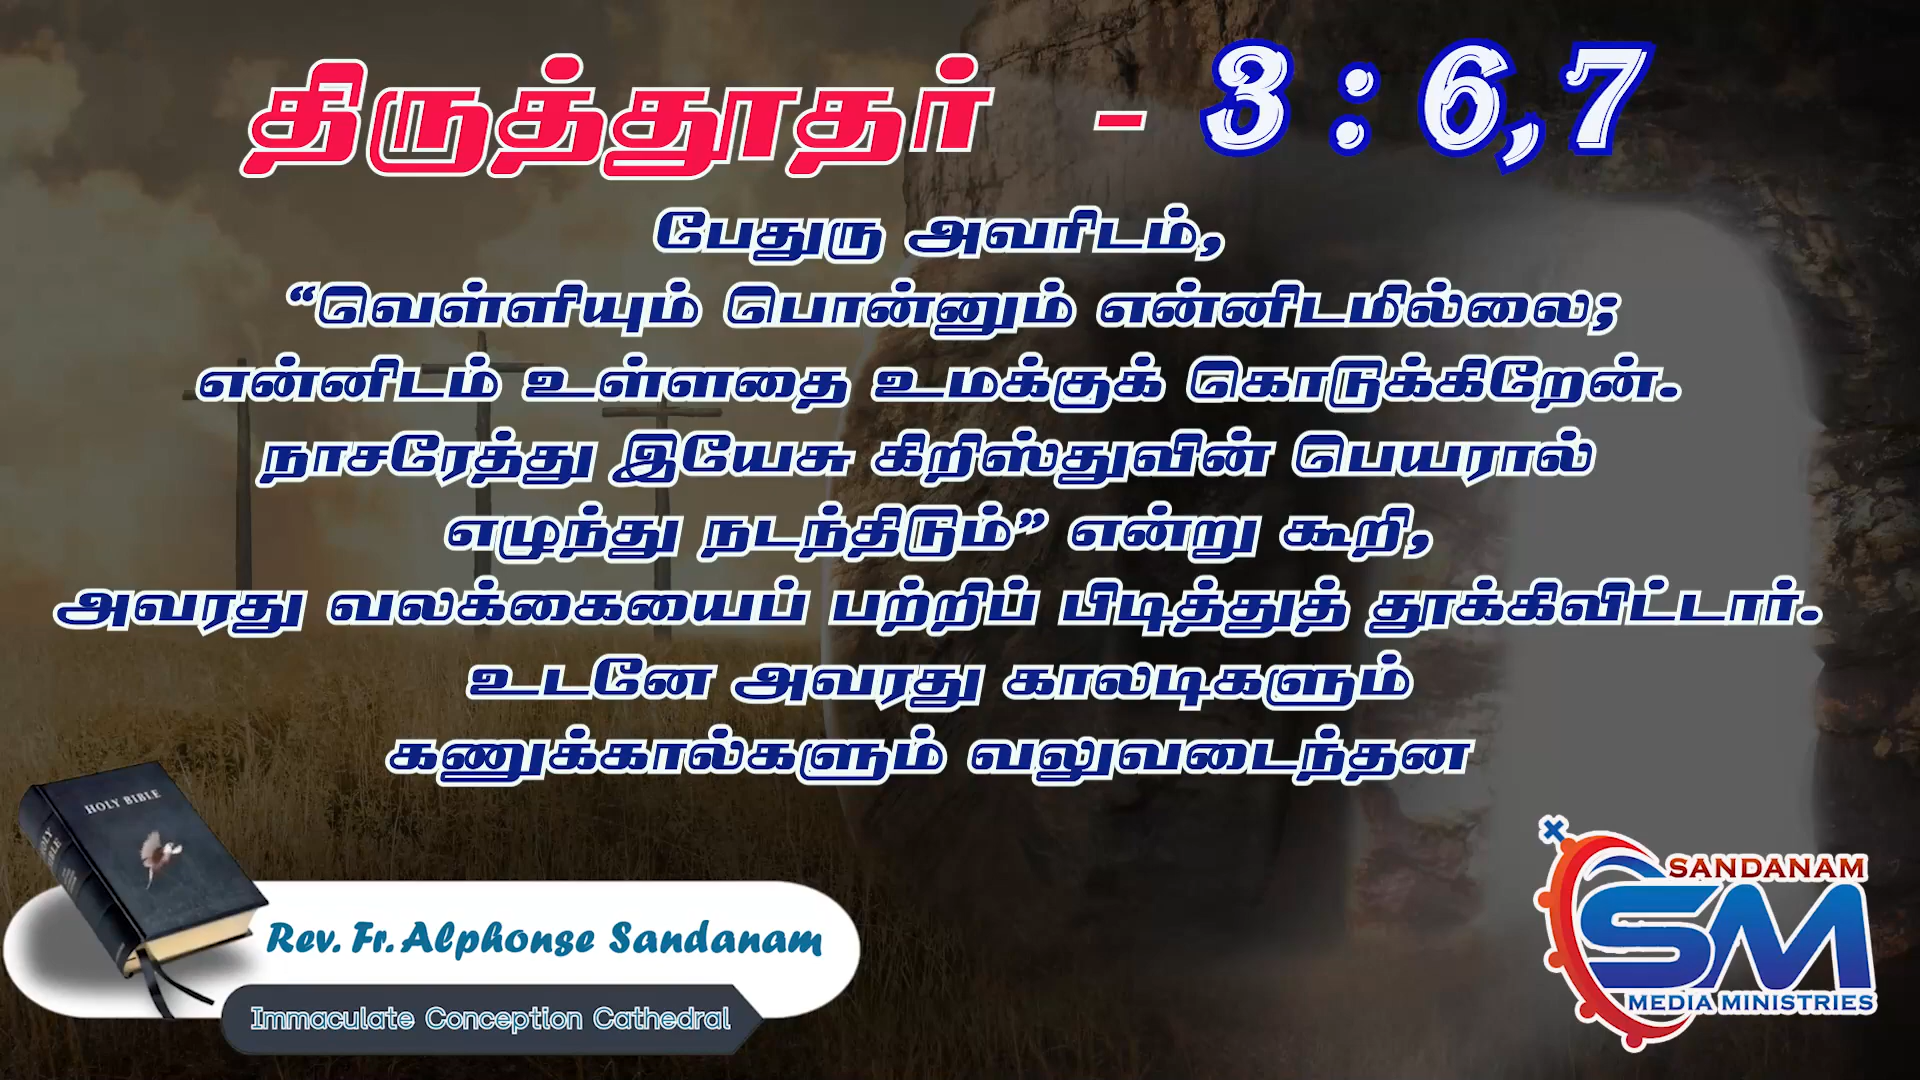 திருத்தூதர் - 3 : 6,7
பேதுரு அவரிடம்,
“வெள்ளியும் பொன்னும் என்னிடமில்லை;
என்னிடம் உள்ளதை உமக்குக் கொடுக்கிறேன்.
நாசரேத்து இயேசு கிறிஸ்துவின் பெயரால்
எழுந்து நடந்திடும்” என்று கூறி,
அவரது வலக்கையைப் பற்றிப் பிடித்துத் தூக்கிவிட்டார்.
உடனே அவரது காலடிகளும்
கணுக்கால்களும் வலுவடைந்தன
HOLY BIBLE
HOLY BIBLE
Rev. Fr. Alphonse Sandanam
Immaculate Conception Cathedral
SANDANAM
SM
MEDIA MINISTRIES